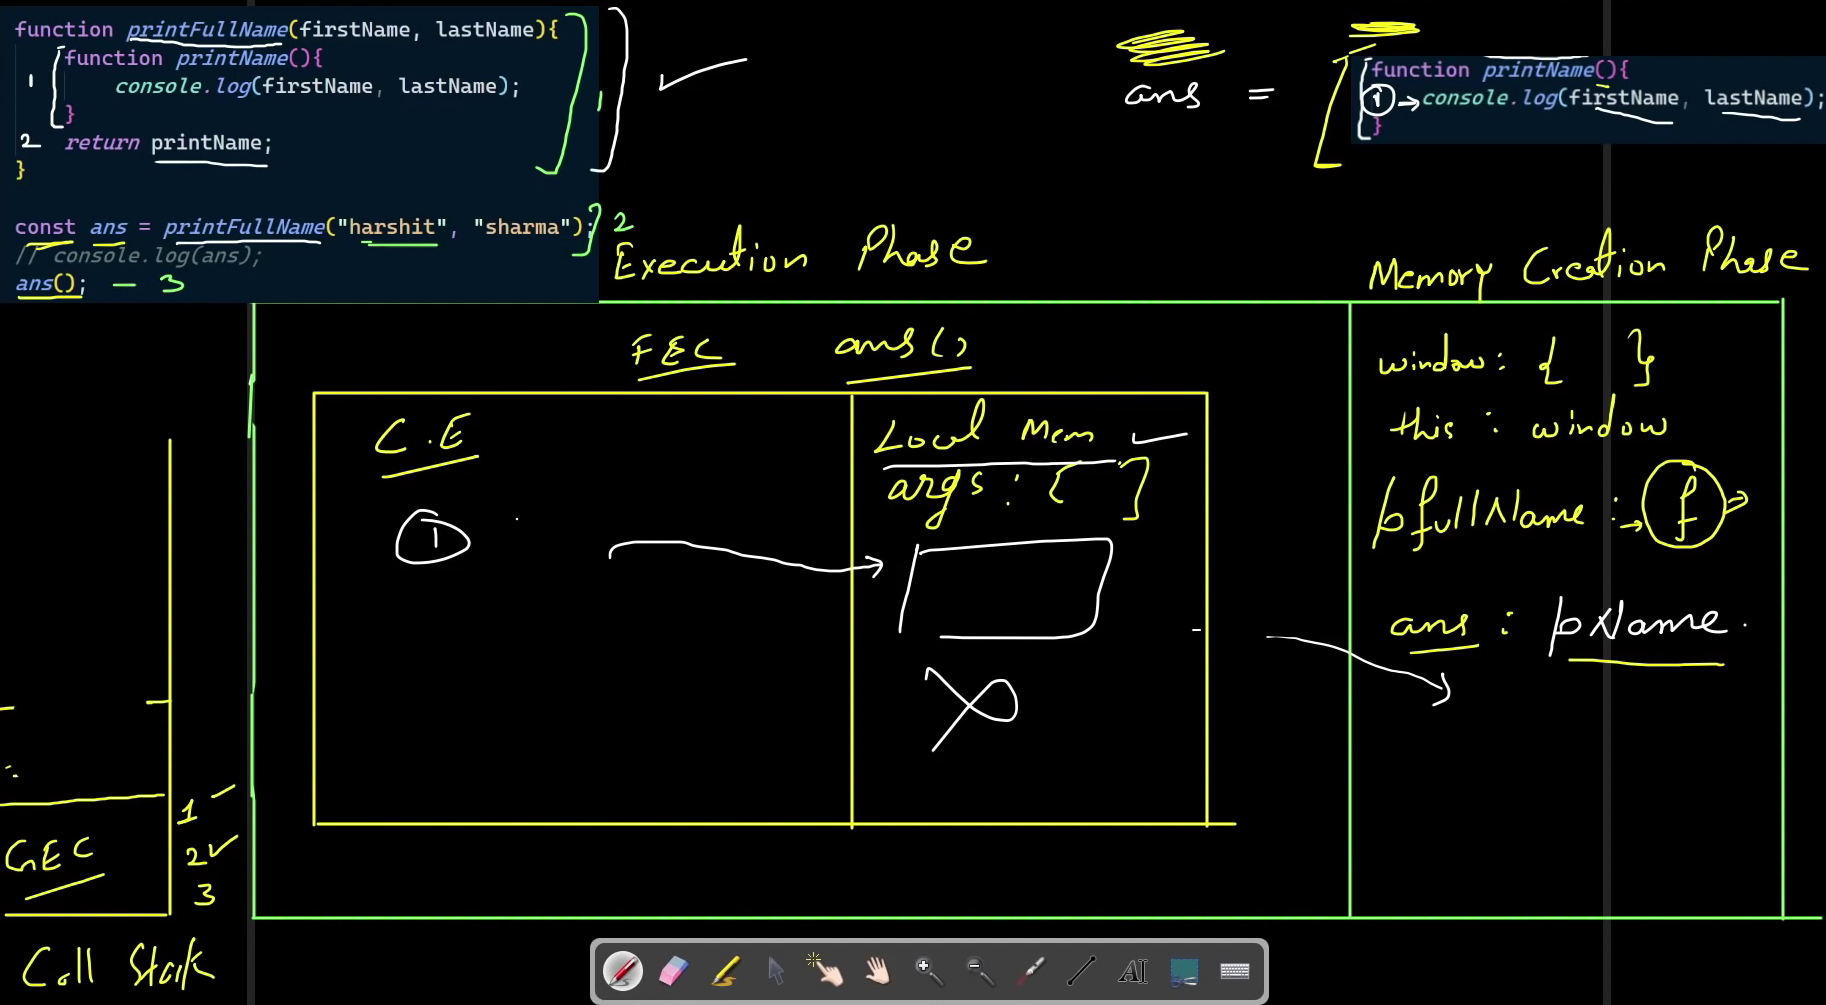 function printFullName(firstName, lastName){
1 function printName(){
console.log(firstName, lastName);
}
2 return printName;
}
1
const ans = printFullName("harshit", "sharma"); 2
// console.log(ans);
ans(); - 3
ans =
function printName(){
1 → console.log(firstName, lastName);
}
Execution Phase
Memory Creation Phase
FEC ans()
C.E
1
Local Mem
args : [ ]
window : { }
this : window
pfullName : → f
ans : pName.
1
2
3
GEC
Call Stack
AI